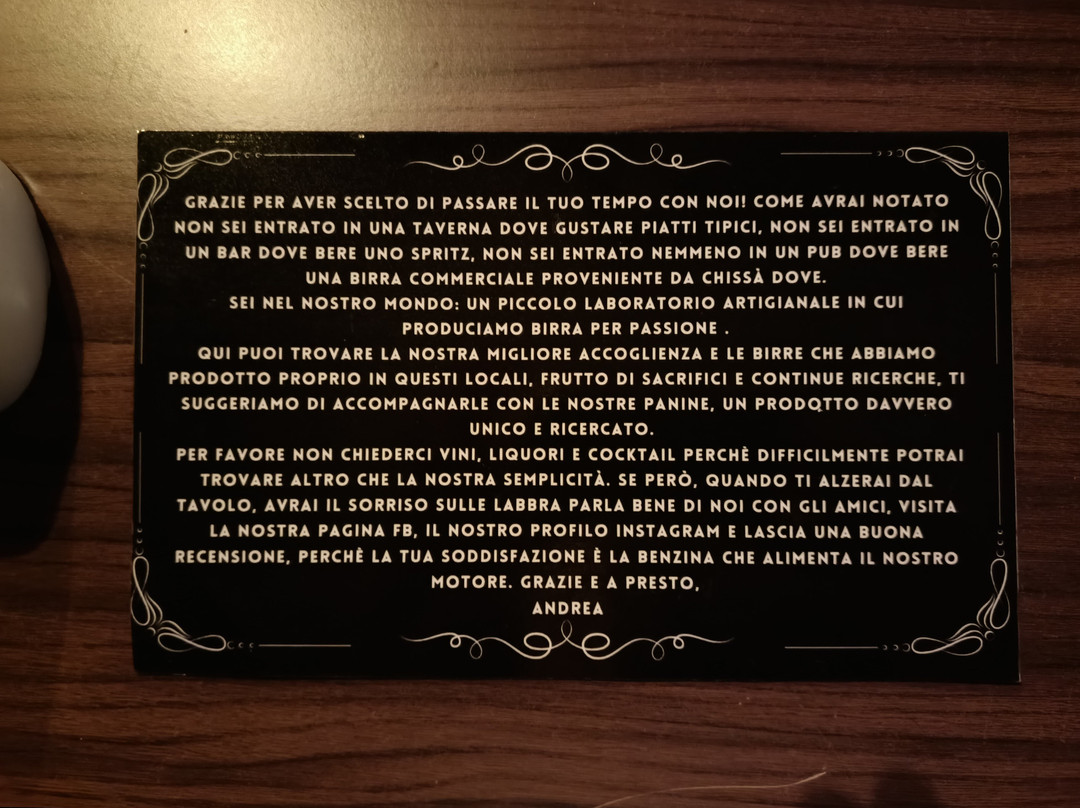 GRAZIE PER AVER SCELTO DI PASSARE IL TUO TEMPO CON NOI! COME AVRAI NOTATO
NON SEI ENTRATO IN UNA TAVERNA DOVE GUSTARE PIATTI TIPICI, NON SEI ENTRATO IN
UN BAR DOVE BERE UNO SPRITZ, NON SEI ENTRATO NEMMENO IN UN PUB DOVE BERE
UNA BIRRA COMMERCIALE PROVENIENTE DA CHISSÀ DOVE.
SEI NEL NOSTRO MONDO: UN PICCOLO LABORATORIO ARTIGIANALE IN CUI
PRODUCIAMO BIRRA PER PASSIONE .
QUI PUOI TROVARE LA NOSTRA MIGLIORE ACCOGLIENZA E LE BIRRE CHE ABBIAMO
PRODOTTO PROPRIO IN QUESTI LOCALI, FRUTTO DI SACRIFICI E CONTINUE RICERCHE, TI
SUGGERIAMO DI ACCOMPAGNARLE CON LE NOSTRE PANINE, UN PRODOTTO DAVVERO
UNICO E RICERCATO.
PER FAVORE NON CHIEDERCI VINI, LIQUORI E COCKTAIL PERCHÈ DIFFICILMENTE POTRAI
TROVARE ALTRO CHE LA NOSTRA SEMPLICITÀ. SE PERÒ, QUANDO TI ALZERAI DAL
TAVOLO, AVRAI IL SORRISO SULLE LABBRA PARLA BENE DI NOI CON GLI AMICI, VISITA
LA NOSTRA PAGINA FB, IL NOSTRO PROFILO INSTAGRAM E LASCIA UNA BUONA
RECENSIONE, PERCHÈ LA TUA SODDISFAZIONE È LA BENZINA CHE ALIMENTA IL NOSTRO
MOTORE. GRAZIE E A PRESTO,
ANDREA